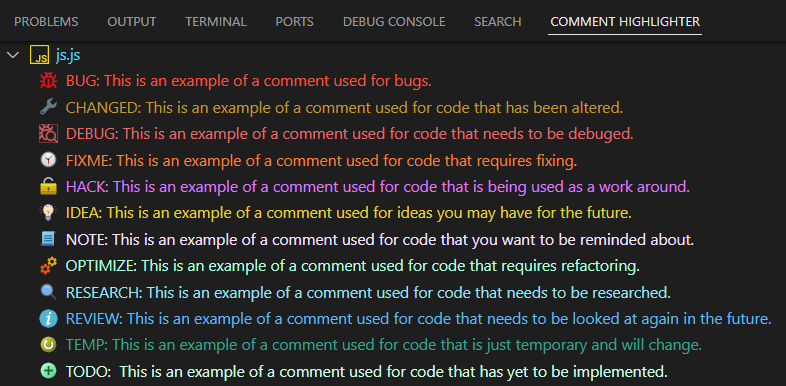 PROBLEMS OUTPUT TERMINAL PORTS DEBUG CONSOLE SEARCH COMMENT HIGHLIGHTER
JS js.js
BUG: This is an example of a comment used for bugs.
CHANGED: This is an example of a comment used for code that has been altered.
DEBUG: This is an example of a comment used for code that needs to be debuged.
FIXME: This is an example of a comment used for code that requires fixing.
HACK: This is an example of a comment used for code that is being used as a work around.
IDEA: This is an example of a comment used for ideas you may have for the future.
NOTE: This is an example of a comment used for code that you want to be reminded about.
OPTIMIZE: This is an example of a comment used for code that requires refactoring.
RESEARCH: This is an example of a comment used for code that needs to be researched.
REVIEW: This is an example of a comment used for code that needs to be looked at again in the future.
TEMP: This is an example of a comment used for code that is just temporary and will change.
TODO:  This is an example of a comment used for code that has yet to be implemented.